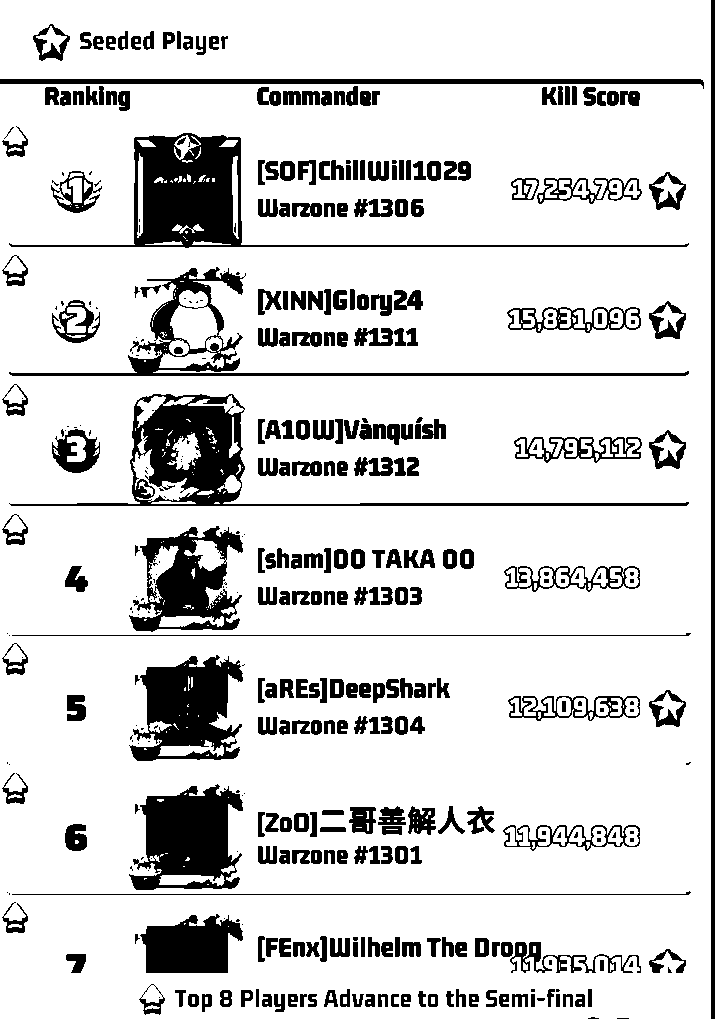 Seeded Player
Ranking Commander Kill Score
1 [SOF]ChillWill1029 17,254,794
Warzone #1306
2 [XINN]Glory24 15,831,096
Warzone #1311
3 [A10W]Vànquísh 14,795,112
Warzone #1312
4 [sham]OO TAKA OO 13,864,458
Warzone #1303
5 [aREs]DeepShark 12,109,638
Warzone #1304
6 [ZoO]二哥善解人衣 11,944,848
Warzone #1301
7 [FEnx]Wilhelm The Droog 11,935,014
Top 8 Players Advance to the Semi-final